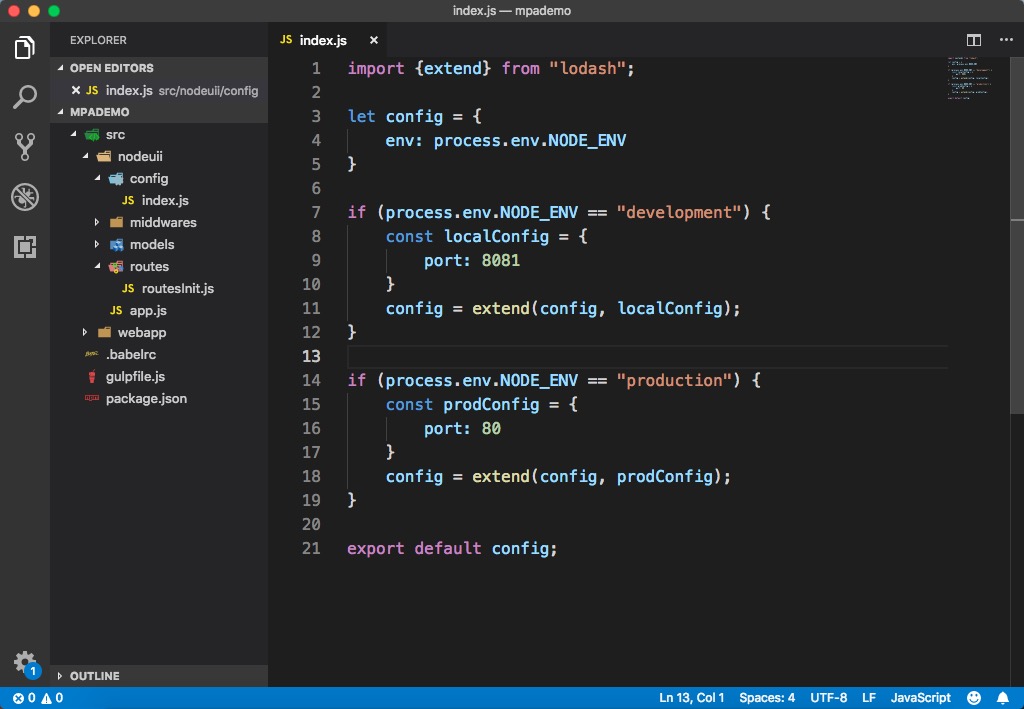 index.js — mpademo
EXPLORER
OPEN EDITORS
JS index.js src/nodeuii/config
MPADEMO
src
nodeuii
config
JS index.js
middwares
models
routes
JS routesInit.js
JS app.js
webapp
.babelrc
gulpfile.js
package.json
OUTLINE
1
JS index.js
1 import {extend} from "lodash";
2
3 let config = {
4 env: process.env.NODE_ENV
5 }
6
7 if (process.env.NODE_ENV == "development") {
8 const localConfig = {
9 port: 8081
10 }
11 config = extend(config, localConfig);
12 }
13
14 if (process.env.NODE_ENV == "production") {
15 const prodConfig = {
16 port: 80
17 }
18 config = extend(config, prodConfig);
19 }
20
21 export default config;
0 0 Ln 13, Col 1 Spaces: 4 UTF-8 LF JavaScript